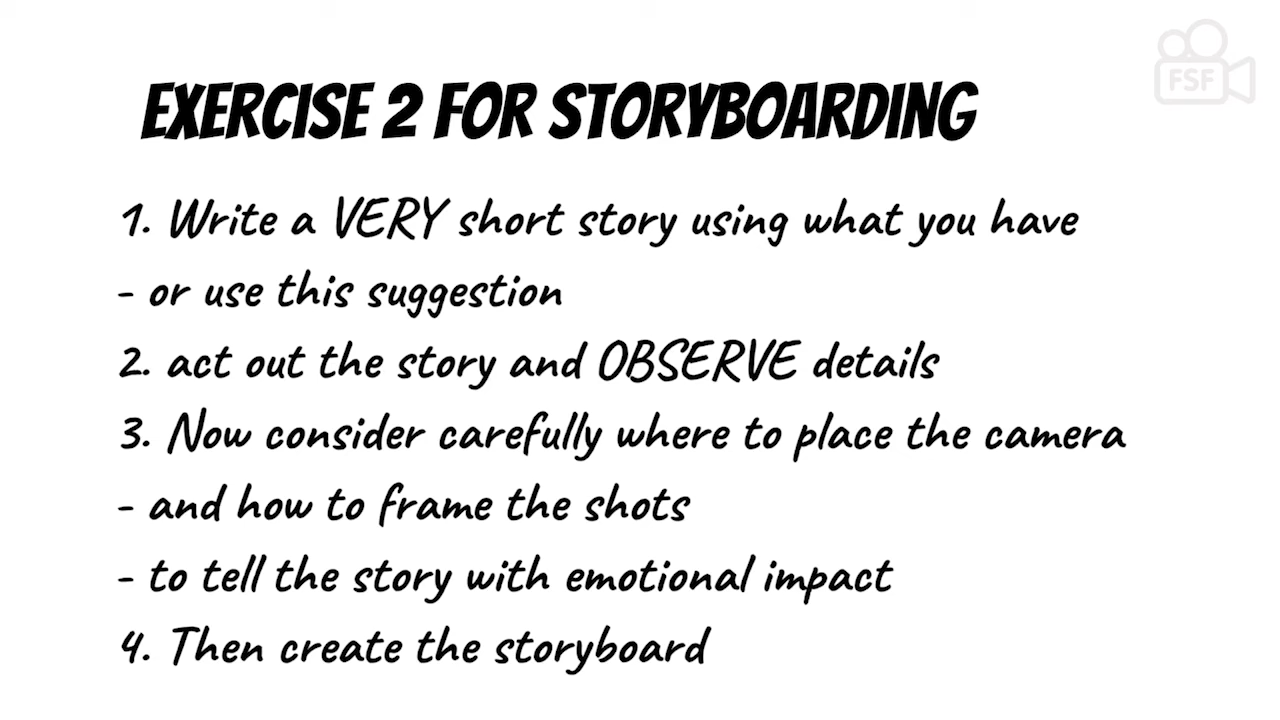 FSF
EXERCISE 2 FOR STORYBOARDING
1. Write a VERY short story using what you have
- or use this suggestion
2. act out the story and OBSERVE details
3. Now consider carefully where to place the camera
- and how to frame the shots
- to tell the story with emotional impact
4. Then create the storyboard